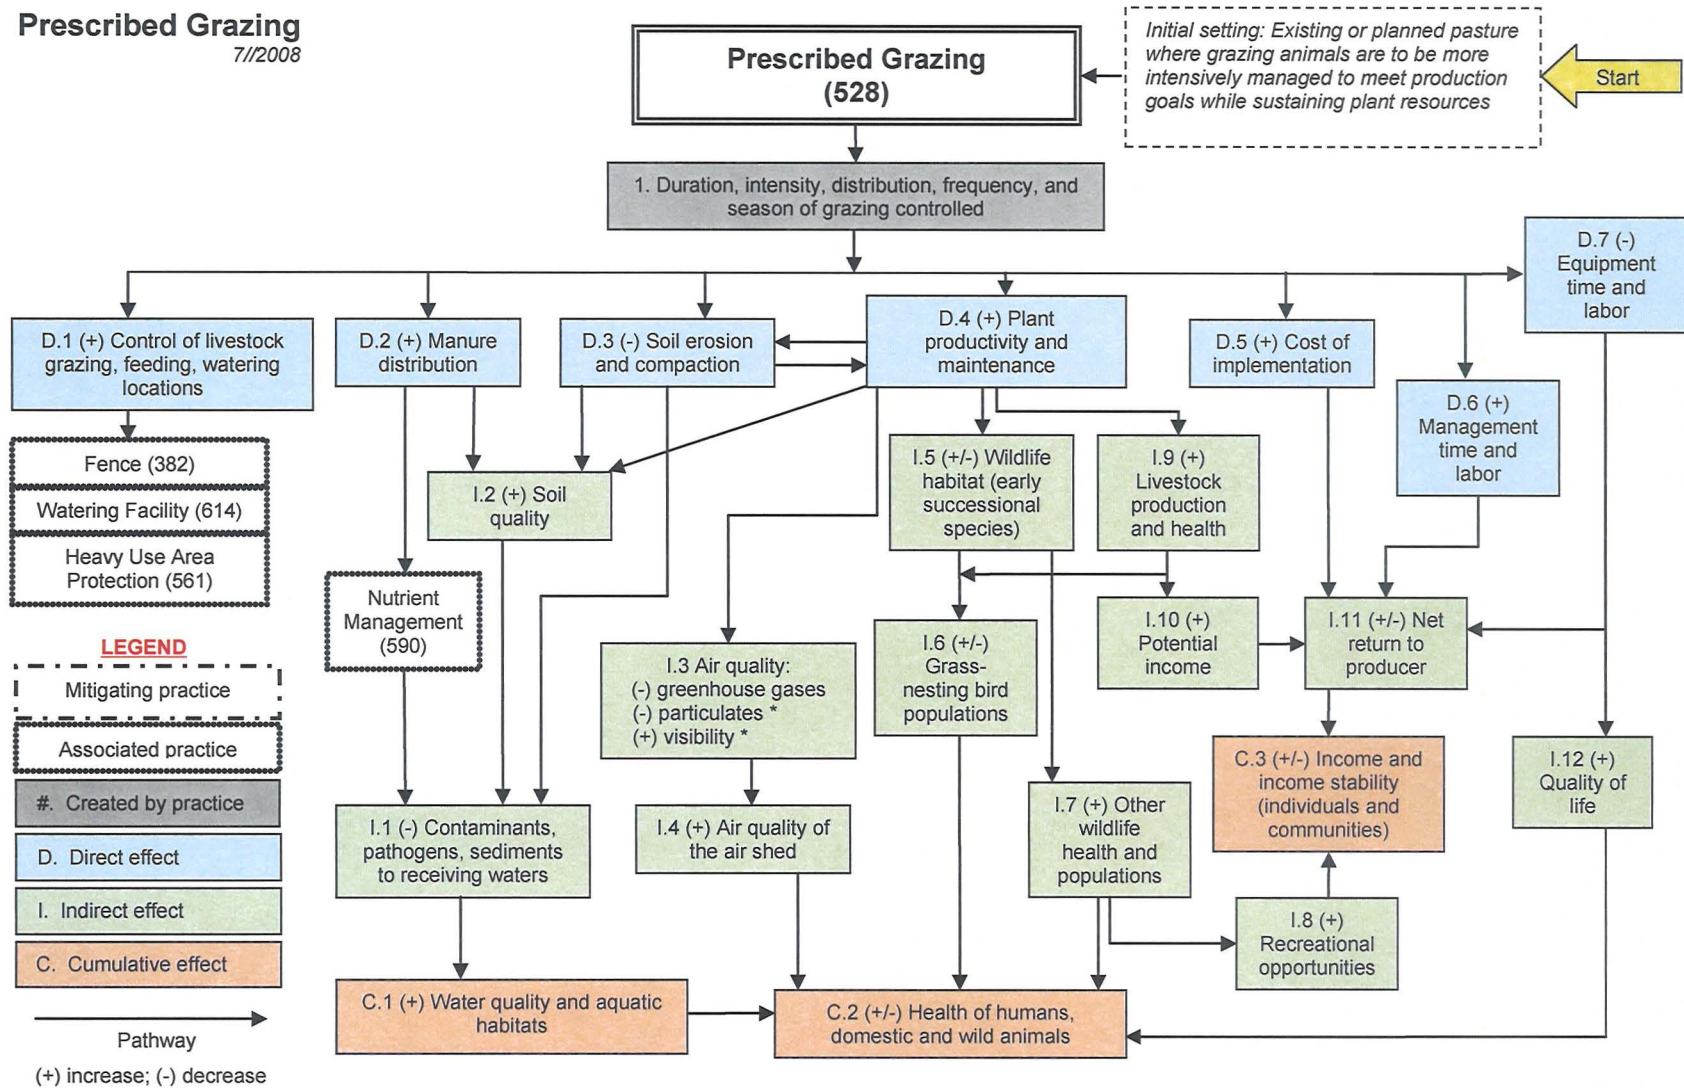 Prescribed Grazing
7//2008
Prescribed Grazing
(528)
Initial setting: Existing or planned pasture
where grazing animals are to be more
intensively managed to meet production
goals while sustaining plant resources
Start
1. Duration, intensity, distribution, frequency, and
season of grazing controlled
D.1 (+) Control of livestock
grazing, feeding, watering
locations
D.2 (+) Manure
distribution
D.3 (-) Soil erosion
and compaction
D.4 (+) Plant
productivity and
maintenance
D.5 (+) Cost of
implementation
D.6 (+)
Management
time and
labor
D.7 (-)
Equipment
time and
labor
Fence (382)
Watering Facility (614)
Heavy Use Area
Protection (561)
I.2 (+) Soil
quality
I.5 (+/-) Wildlife
habitat (early
successional
species)
I.9 (+)
Livestock
production
and health
Nutrient
Management
(590)
I.3 Air quality:
(-) greenhouse gases
(-) particulates *
(+) visibility *
I.6 (+/-)
Grass-
nesting bird
populations
I.10 (+)
Potential
income
I.11 (+/-) Net
return to
producer
I.1 (-) Contaminants,
pathogens, sediments
to receiving waters
I.4 (+) Air quality of
the air shed
I.7 (+) Other
wildlife
health and
populations
C.3 (+/-) Income and
income stability
(individuals and
communities)
I.12 (+)
Quality of
life
I.8 (+)
Recreational
opportunities
C.1 (+) Water quality and aquatic
habitats
C.2 (+/-) Health of humans,
domestic and wild animals
LEGEND
Mitigating practice
Associated practice
#. Created by practice
D. Direct effect
I. Indirect effect
C. Cumulative effect
Pathway
(+) increase; (-) decrease